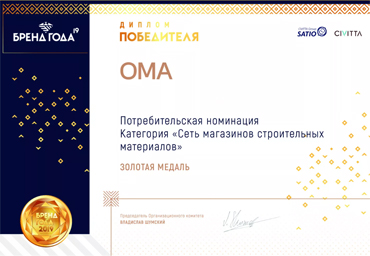 БРЕНД ГОДА'19
ДИПЛОМ
ПОБЕДИТЕЛЯ
SATIO
CIVITTA
ОМА
Потребительская номинация
Категория «Сеть магазинов строительных
материалов»
ЗОЛОТАЯ МЕДАЛЬ
БРЕНД
2019
Председатель Организационного комитета
ВЛАДИСЛАВ ШУМСКИЙ